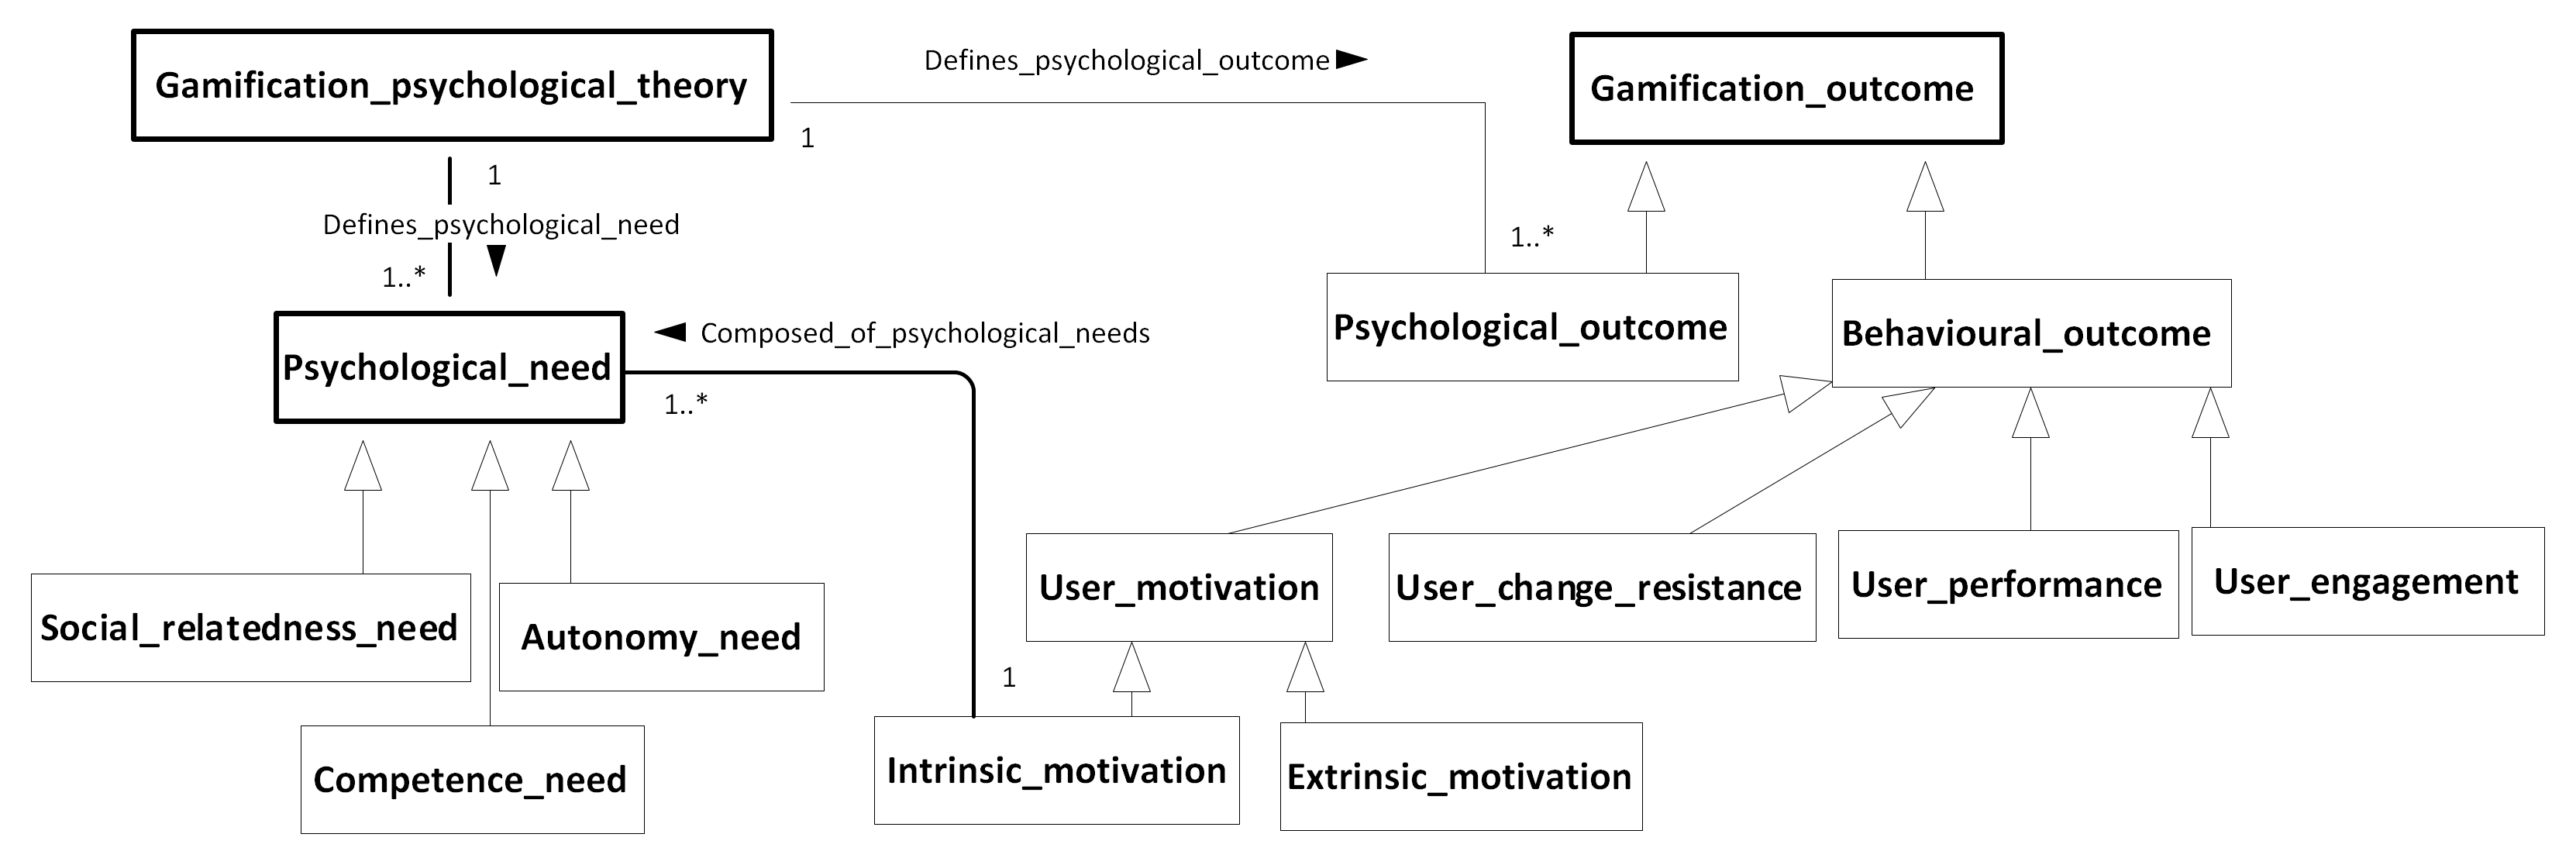 Gamification_psychological_theory
Defines_psychological_outcome
Gamification_outcome
1
1
Defines_psychological_need
1..*
1..*
Psychological_need
Composed_of_psychological_needs
1..*
Psychological_outcome
Behavioural_outcome
Social_relatedness_need
Autonomy_need
Competence_need
User_motivation
User_change_resistance
User_performance
User_engagement
1
Intrinsic_motivation
Extrinsic_motivation